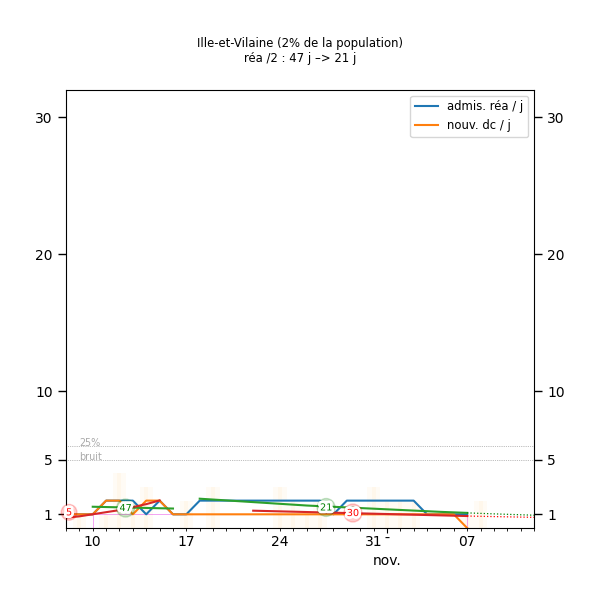 Ille-et-Vilaine (2% de la population)
réa /2 : 47 j –> 21 j
admis. réa / j
nouv. dc / j
30 30
20 20
10 10
25%
bruit
5 5
5 47 21 30
1 1
10 17 24 31 07
nov.